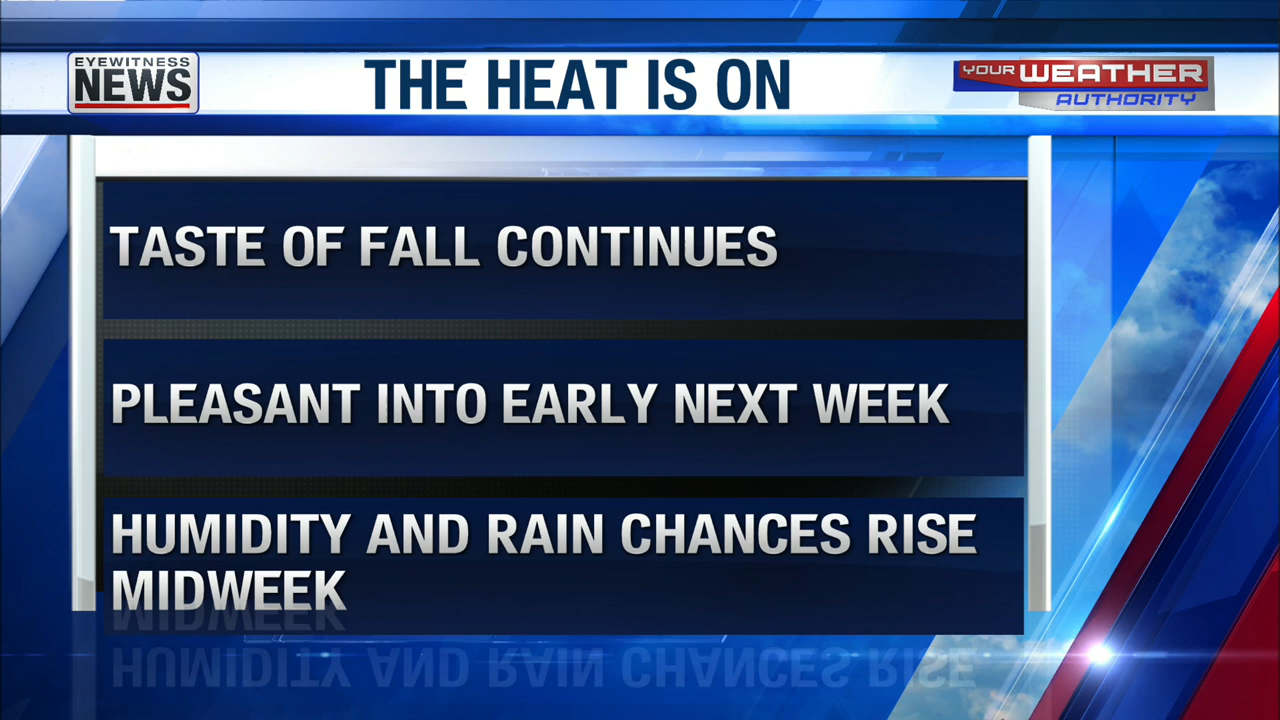 EYEWITNESS
NEWS
THE HEAT IS ON
YOUR WEATHER
AUTHORITY
TASTE OF FALL CONTINUES
PLEASANT INTO EARLY NEXT WEEK
HUMIDITY AND RAIN CHANCES RISE
MIDWEEK